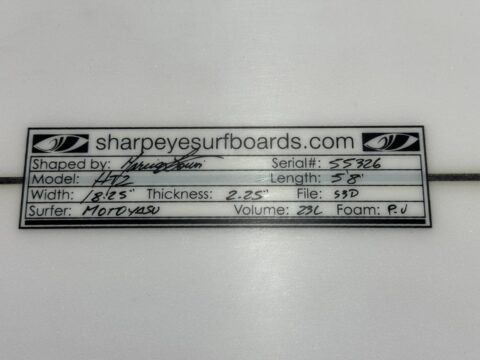 sharpeyesurfboards.com
Shaped by: Serial#: 55326
Model: HT2 Length: 5'8"
Width: 18.25" Thickness: 2.25" File: S3D
Surfer: MOTOYASU Volume: 23L Foam: P.U